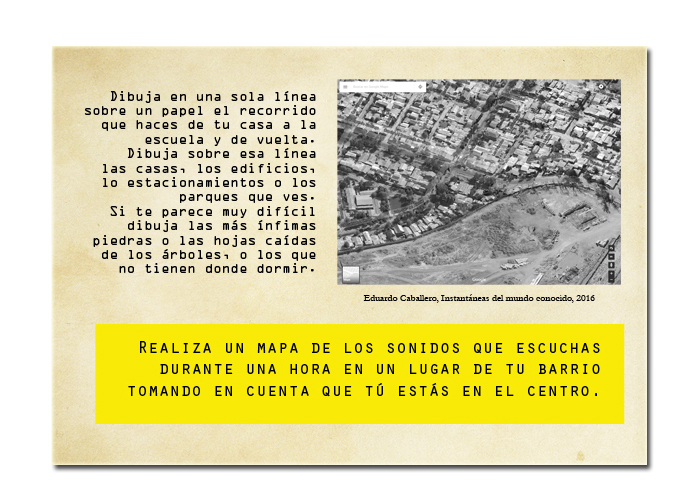 Dibuja en una sola línea
sobre un papel el recorrido
que haces de tu casa a la
escuela y de vuelta.
Dibuja sobre esa línea
las casas, los edificios,
lo estacionamientos o los
parques que ves.
Si te parece muy difícil
dibuja las más ínfimas
piedras o las hojas caídas
de los árboles, o los que
no tienen donde dormir.
Eduardo Caballero, Instantáneas del mundo conocido, 2016
REALIZA UN MAPA DE LOS SONIDOS QUE ESCUCHAS
DURANTE UNA HORA EN UN LUGAR DE TU BARRIO
TOMANDO EN CUENTA QUE TÚ ESTÁS EN EL CENTRO.